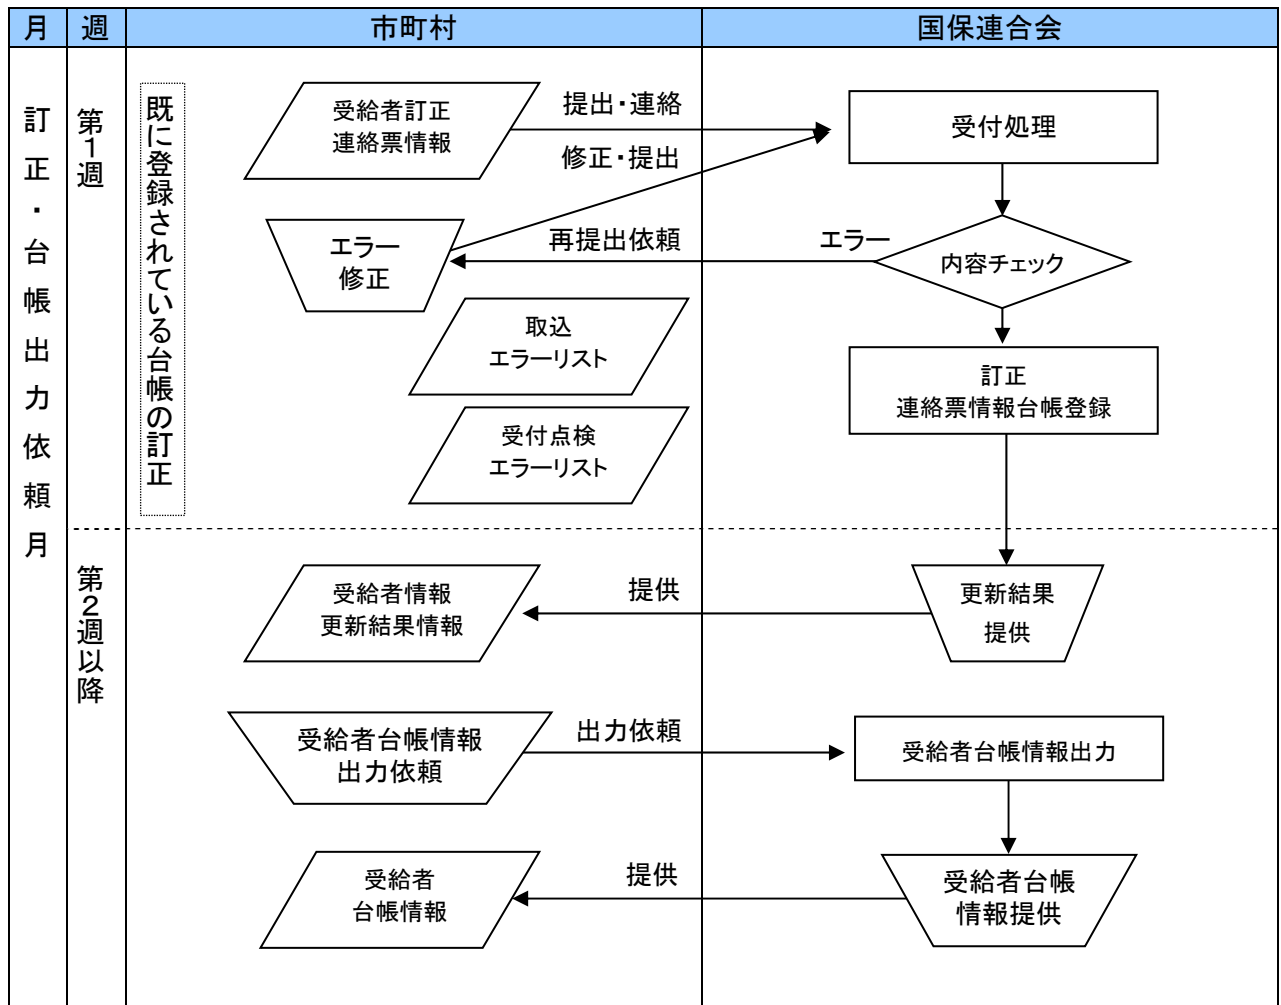 月
週
市町村
国保連合会
訂正・台帳出力依頼月
第1週
既に登録されている台帳の訂正
受給者訂正
連絡票情報
提出・連絡
受付処理
修正・提出
エラー
修正
再提出依頼
エラー
内容チェック
取込
エラーリスト
訂正
連絡票情報台帳登録
受付点検
エラーリスト
第2週以降
受給者情報
更新結果情報
提供
更新結果
提供
受給者台帳情報
出力依頼
出力依頼
受給者台帳情報出力
受給者
台帳情報
提供
受給者台帳
情報提供